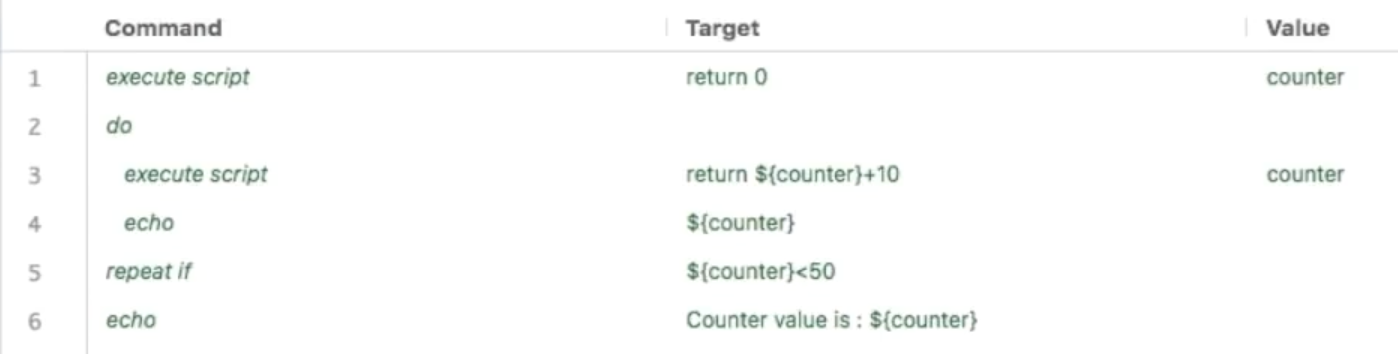 Command Target Value
1 execute script return 0 counter
2 do
3 execute script return ${counter}+10 counter
4 echo ${counter}
5 repeat if ${counter}<50
6 echo Counter value is : ${counter}